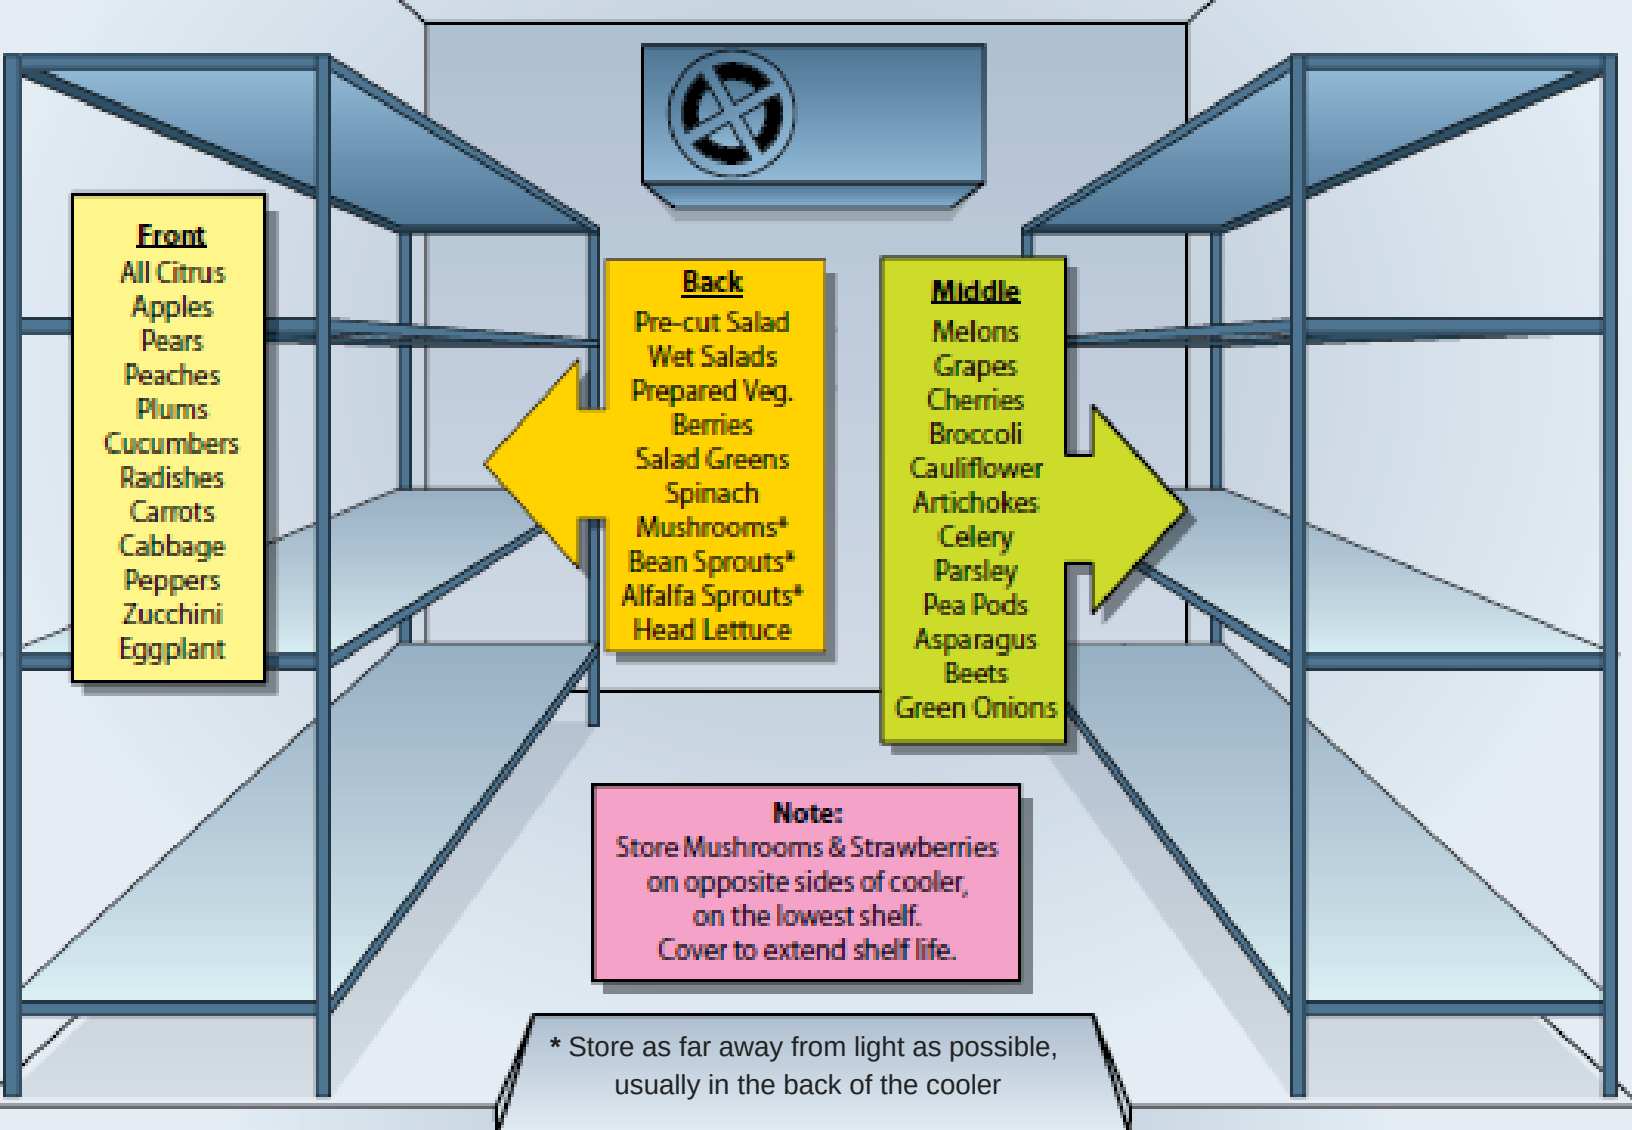 Front
All Citrus
Apples
Pears
Peaches
Plums
Cucumbers
Radishes
Carrots
Cabbage
Peppers
Zucchini
Eggplant
Back
Pre-cut Salad
Wet Salads
Prepared Veg.
Berries
Salad Greens
Spinach
Mushrooms*
Bean Sprouts*
Alfalfa Sprouts*
Head Lettuce
Middle
Melons
Grapes
Cherries
Broccoli
Cauliflower
Artichokes
Celery
Parsley
Pea Pods
Asparagus
Beets
Green Onions
Note:
Store Mushrooms & Strawberries
on opposite sides of cooler,
on the lowest shelf.
Cover to extend shelf life.
* Store as far away from light as possible,
usually in the back of the cooler